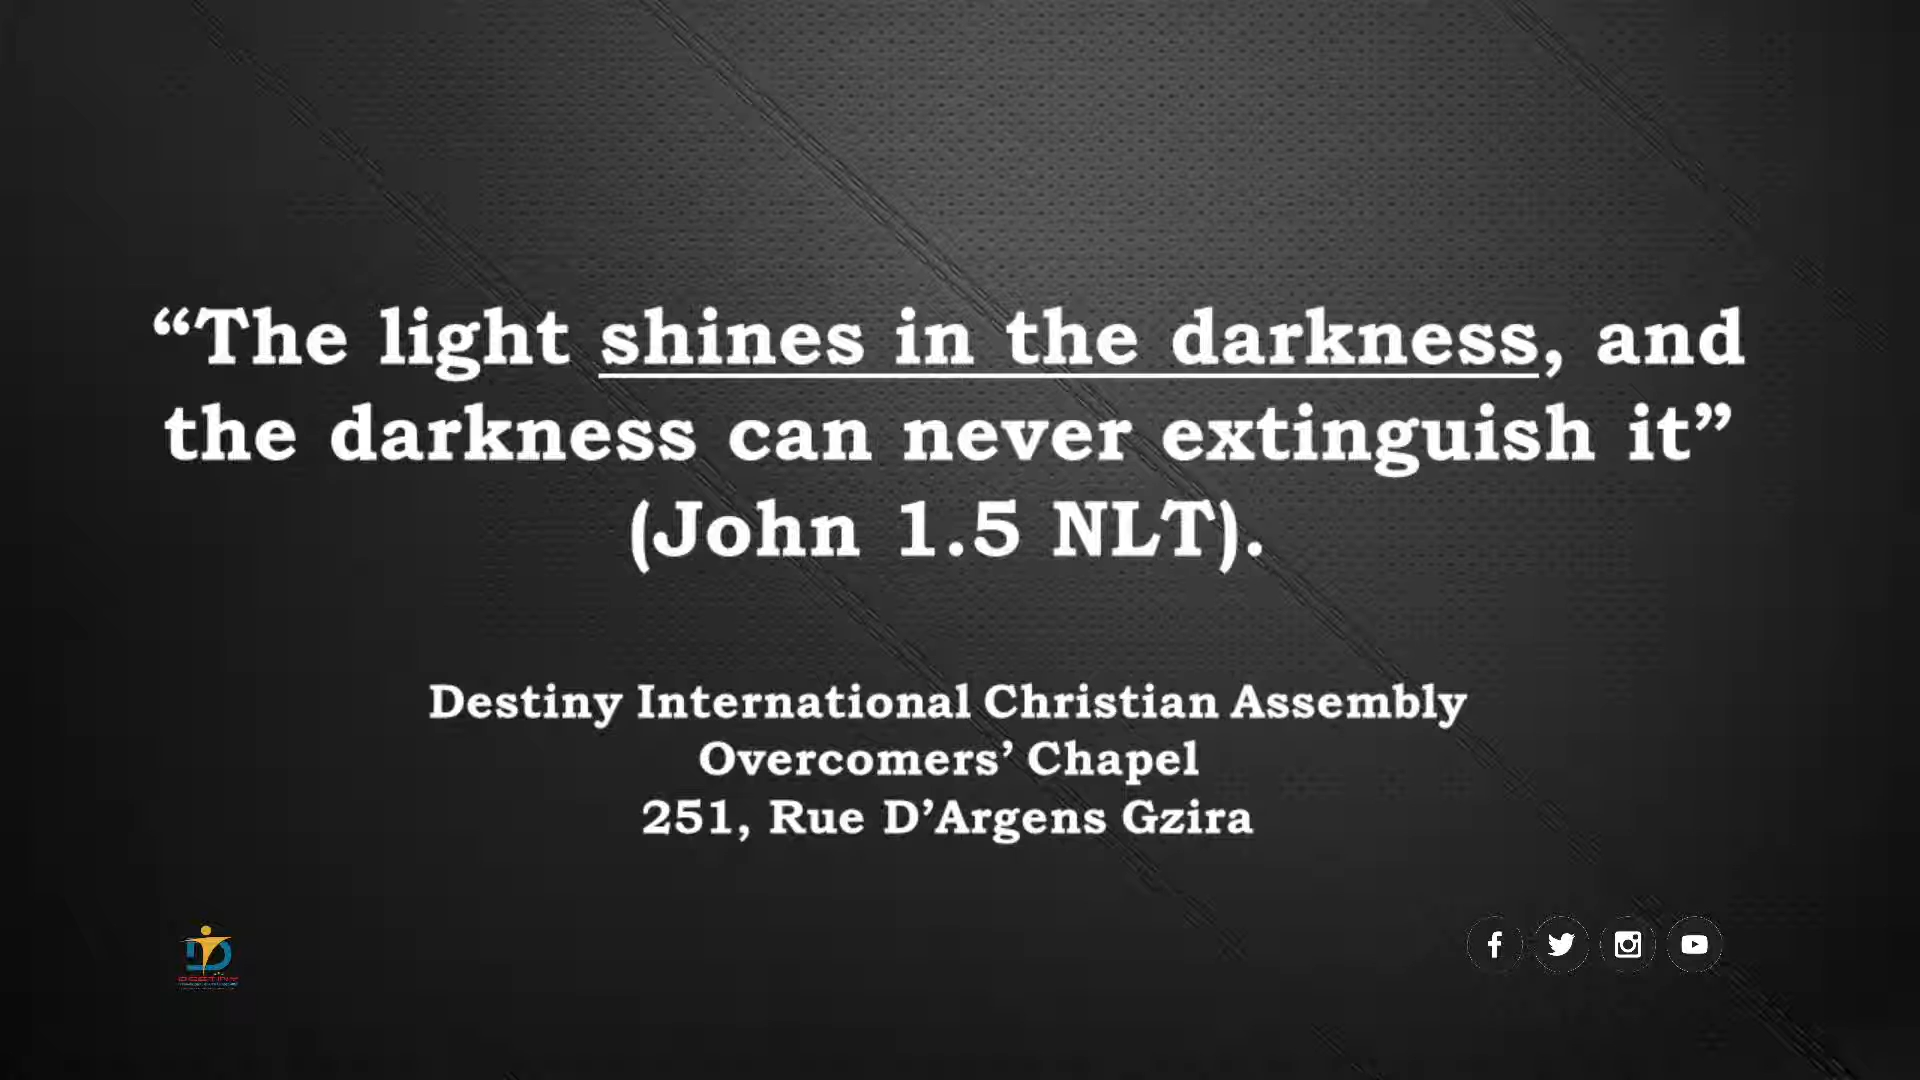 “The light shines in the darkness, and
the darkness can never extinguish it”
(John 1.5 NLT).
Destiny International Christian Assembly
Overcomers’ Chapel
251, Rue D’Argens Gzira
DESTINY